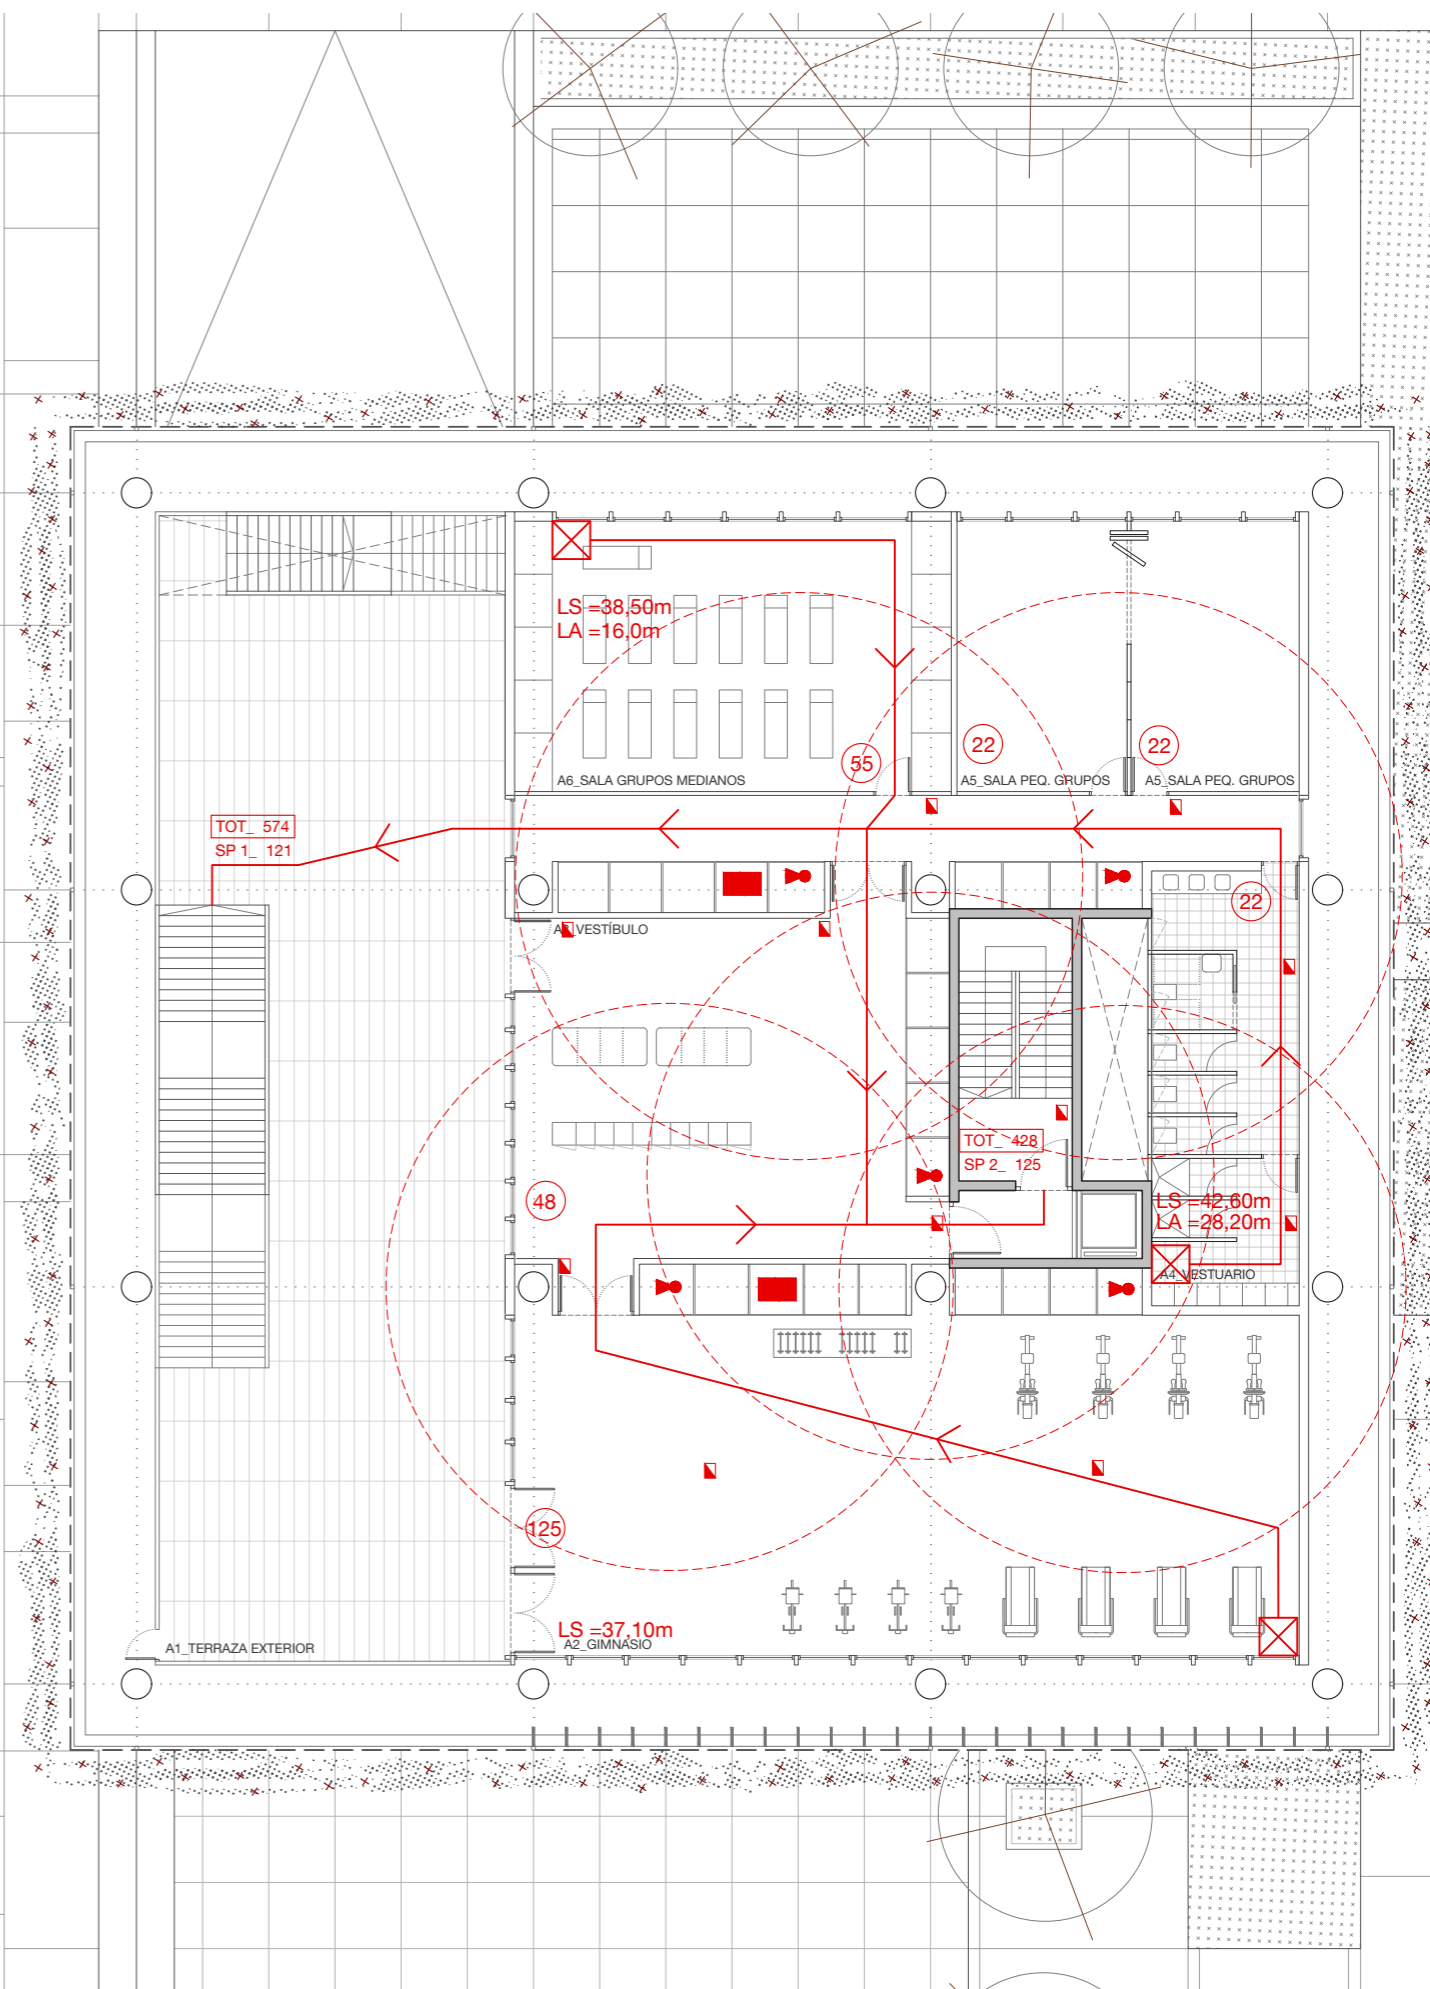 LS =38,50m
LA =16,0m
55
22
22
A6_SALA GRUPOS MEDIANOS
A5_SALA PEQ. GRUPOS
A5_SALA PEQ. GRUPOS
TOT_ 574
SP 1_ 121
22
A3_VESTÍBULO
TOT_ 428
SP 2_ 125
48
LS =42,60m
LA =28,20m
A4_VESTUARIO
125
LS =37,10m
A2_GIMNASIO
A1_TERRAZA EXTERIOR